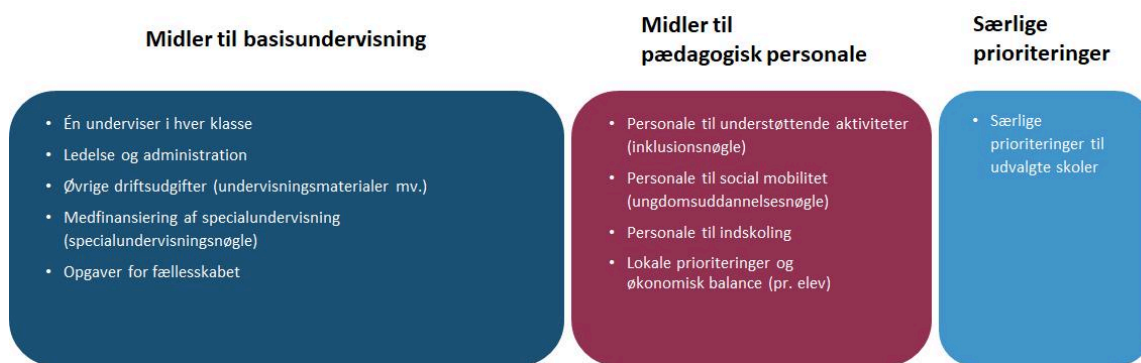 Midler til basisundervisning
• Én underviser i hver klasse
• Ledelse og administration
• Øvrige driftsudgifter (undervisningsmaterialer mv.)
• Medfinansiering af specialundervisning
(specialundervisningsnøgle)
• Opgaver for fællesskabet
Midler til
pædagogisk personale
• Personale til understøttende aktiviteter
(inklusionsnøgle)
• Personale til social mobilitet
(ungdomsuddannelsesnøgle)
• Personale til indskoling
• Lokale prioriteringer og
økonomisk balance (pr. elev)
Særlige
prioriteringer
• Særlige
prioriteringer til
udvalgte skoler